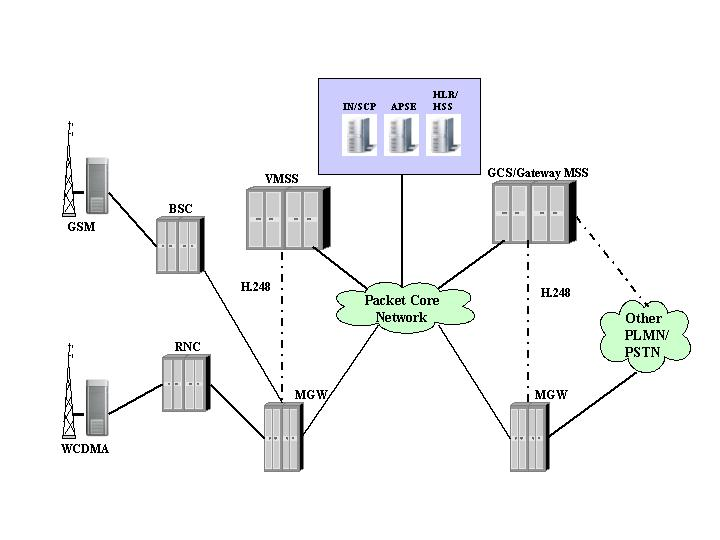 IN/SCP
APSE
HLR/
HSS
VMSS
GCS/Gateway MSS
BSC
GSM
H.248
Packet Core
Network
H.248
Other
PLMN/
PSTN
RNC
MGW
MGW
WCDMA